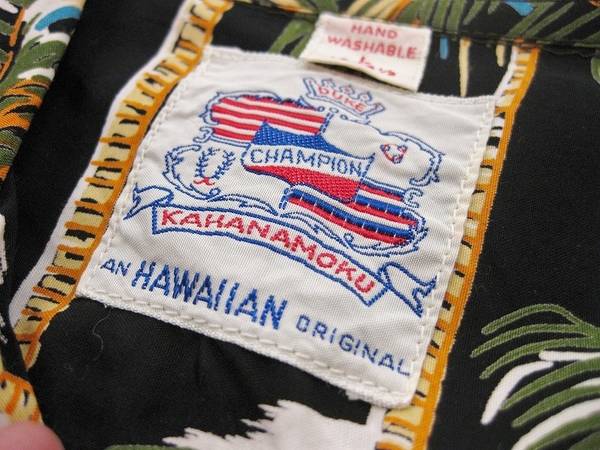 HAND
WASHABLE
DUKE
CHAMPION
KAHANAMOKU
AN HAWAIIAN ORIGINAL